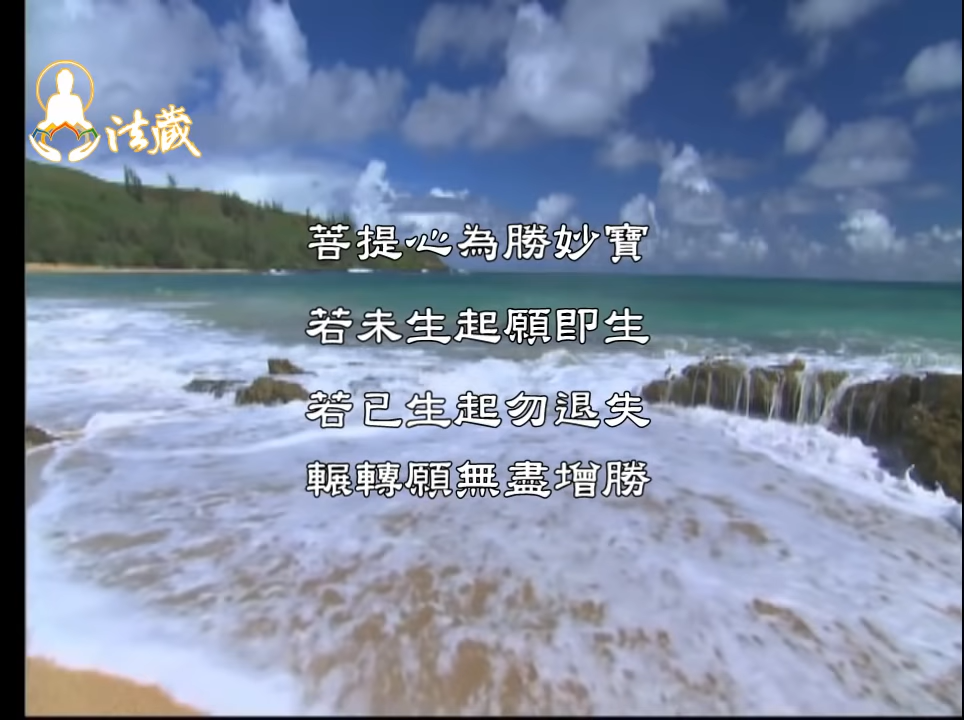 法藏
菩提心為勝妙寶
若未生起願即生
若已生起勿退失
輾轉願無盡增勝